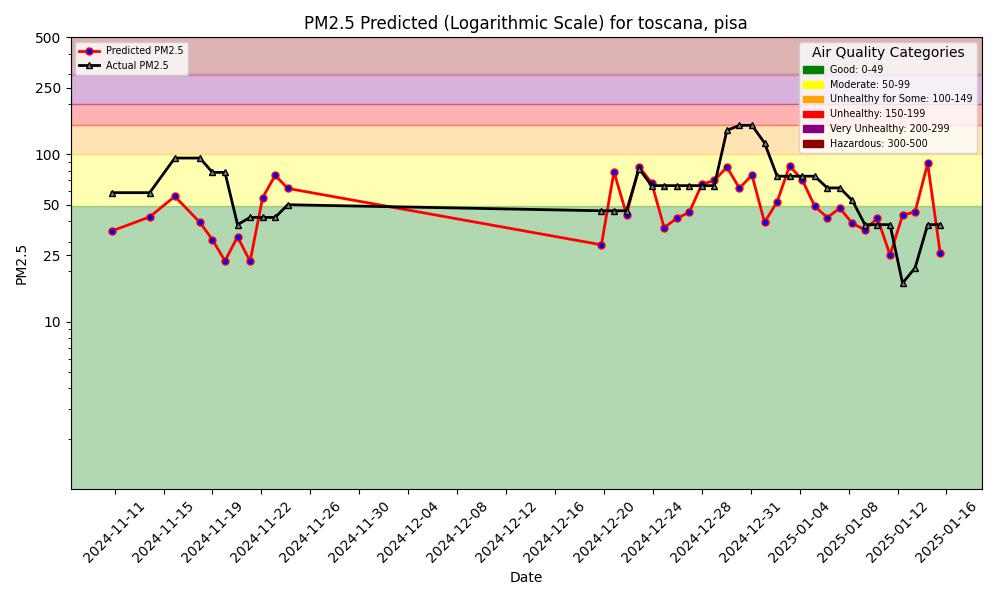 PM2.5 Predicted (Logarithmic Scale) for toscana, pisa
Predicted PM2.5
Actual PM2.5
Air Quality Categories
Good: 0-49
Moderate: 50-99
Unhealthy for Some: 100-149
Unhealthy: 150-199
Very Unhealthy: 200-299
Hazardous: 300-500
500
250
100
50
25
10
PM2.5
2024-11-11
2024-11-15
2024-11-19
2024-11-22
2024-11-26
2024-11-30
2024-12-04
2024-12-08
2024-12-12
2024-12-16
2024-12-20
2024-12-24
2024-12-28
2024-12-31
2025-01-04
2025-01-08
2025-01-12
2025-01-16
Date